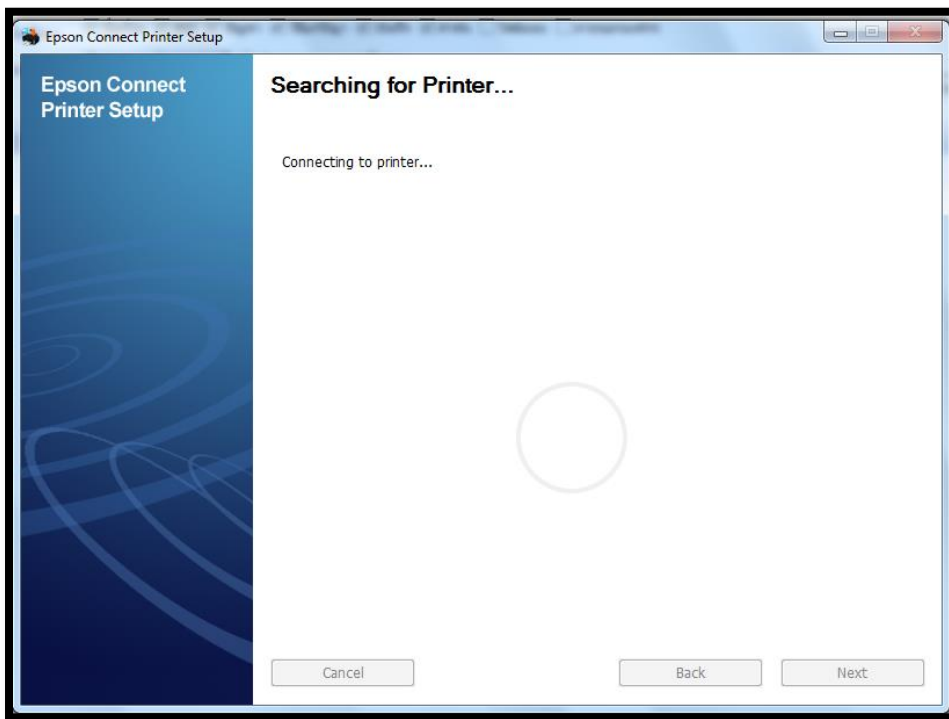 Epson Connect Printer Setup
Epson Connect
Printer Setup
Searching for Printer...
Connecting to printer...
Cancel
Back
Next